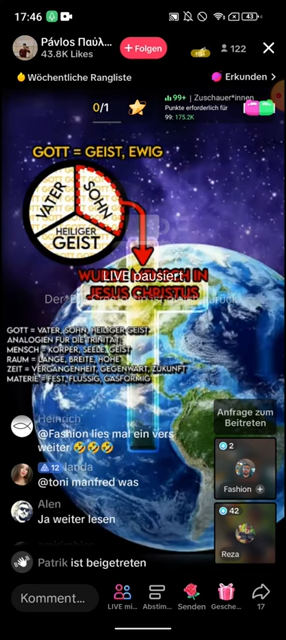 17:46
43
Pávlos Παύλ...
43.8K Likes
+ Folgen
122
Wöchentliche Rangliste
Erkunden >
0/1
99+ | Zuschauer*innen
Punkte erforderlich für
99: 175.2K
GOTT = GEIST, EWIG
VATER
SOHN
HEILIGER
GEIST
LIVE pausiert
IN
JESUS CHRISTUS
Der
GOTT = VATER, SOHN, HEILIGER GEIST
ANALOGIEN FÜR DIE TRINITÄT:
MENSCH = KÖRPER, SEELE, GEIST
RAUM = LÄNGE, BREITE, HÖHE
ZEIT = VERGANGENHEIT, GEGENWART, ZUKUNFT
MATERIE = FEST, FLÜSSIG, GASFÖRMIG
Heinrich
@Fashion lies mal ein vers
weiter 🤣🤣🤣
12
@toni manfred was
Alen
Ja weiter lesen
Patrik ist beigetreten
Anfrage zum
Beitreten
2
Fashion +
42
Reza
Komment...
LIVE mi...
Abstim...
Senden
Gesche...
17